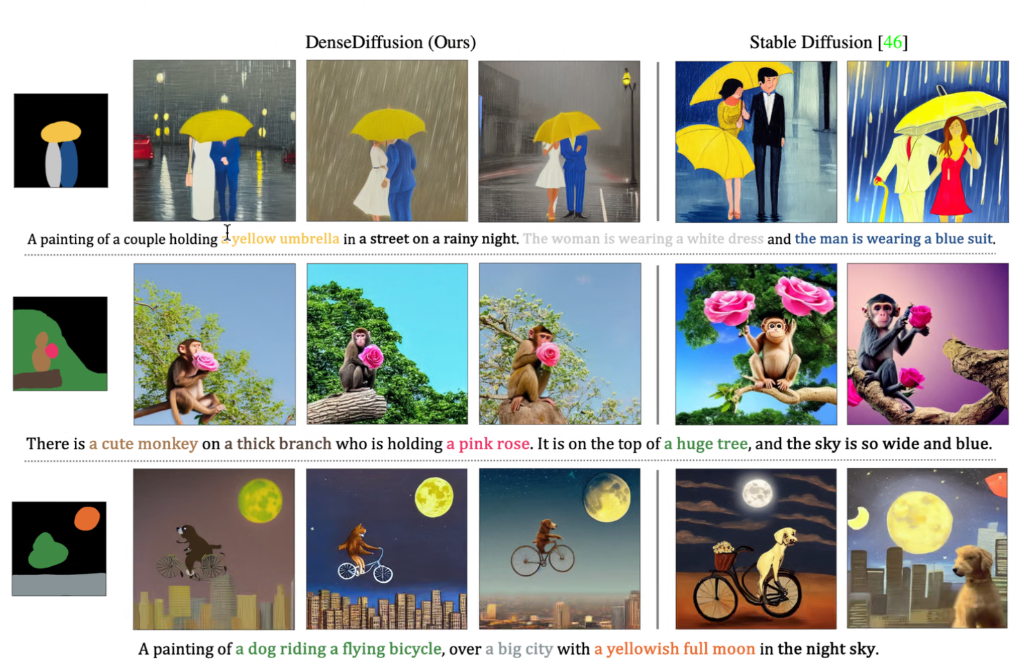 DenseDiffusion (Ours)
Stable Diffusion [46]
A painting of a couple holding a yellow umbrella in a street on a rainy night. The woman is wearing a white dress and the man is wearing a blue suit.
There is a cute monkey on a thick branch who is holding a pink rose. It is on the top of a huge tree, and the sky is so wide and blue.
A painting of a dog riding a flying bicycle, over a big city with a yellowish full moon in the night sky.